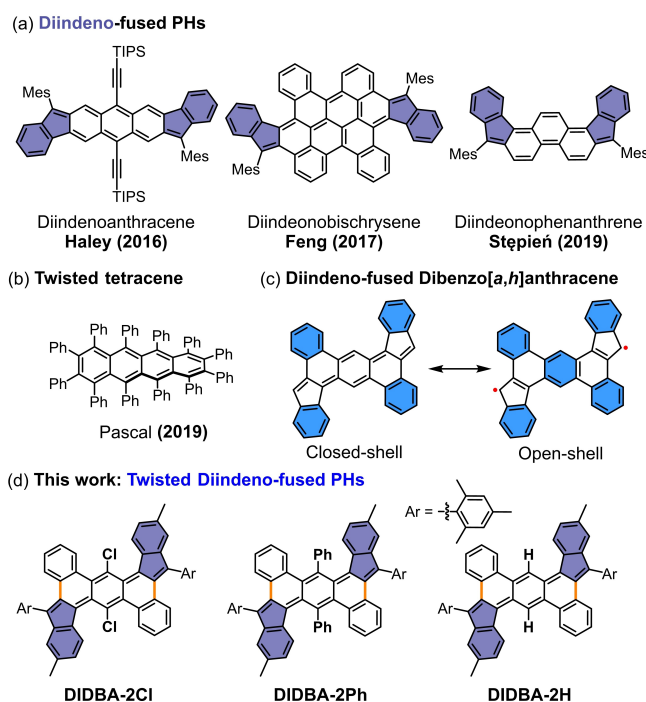 (a) Diindeno-fused PHs
TIPS
Mes
Mes
TIPS
Mes
Mes
Mes
Mes
Diindenoanthracene
Haley (2016)
Diindeonobischrysene
Feng (2017)
Diindeonophenanthrene
Stępień (2019)
(b) Twisted tetracene
(c) Diindeno-fused Dibenzo[a,h]anthracene
Ph Ph Ph Ph
Ph Ph
Ph Ph
Ph Ph Ph Ph
Pascal (2019)
Closed-shell
Open-shell
(d) This work: Twisted Diindeno-fused PHs
Ar =
Cl
Ar
Ar
Cl
Ph
Ar
Ar
Ph
H
Ar
Ar
H
DIDBA-2Cl
DIDBA-2Ph
DIDBA-2H